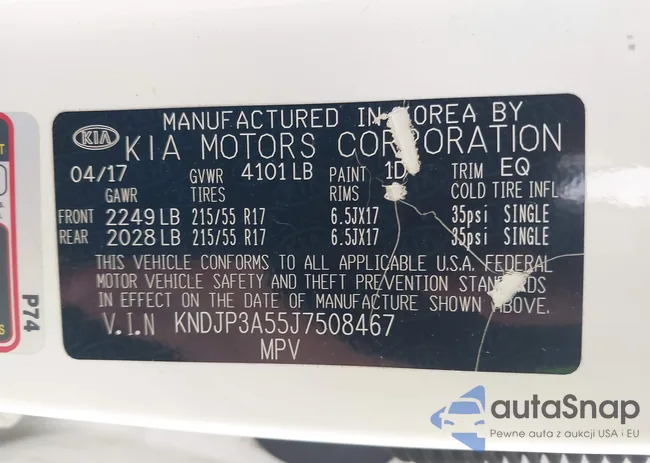 MANUFACTURED IN KOREA BY
KIA KIA MOTORS CORPORATION
04/17 GVWR 4101 LB PAINT TRIM EQ
GAWR TIRES RIMS COLD TIRE INFL
FRONT 2249 LB 215/55 R17 6.5JX17 35psi SINGLE
REAR 2028 LB 215/55 R17 6.5JX17 35psi SINGLE
THIS VEHICLE CONFORMS TO ALL APPLICABLE U.S.A. FEDERAL
MOTOR VEHICLE SAFETY AND THEFT PREVENTION STANDARDS
IN EFFECT ON THE DATE OF MANUFACTURE SHOWN ABOVE.
V.I.N KNDJP3A55J7508467
MPV
P74
autaSnap
Pewne auta z aukcji USA i EU